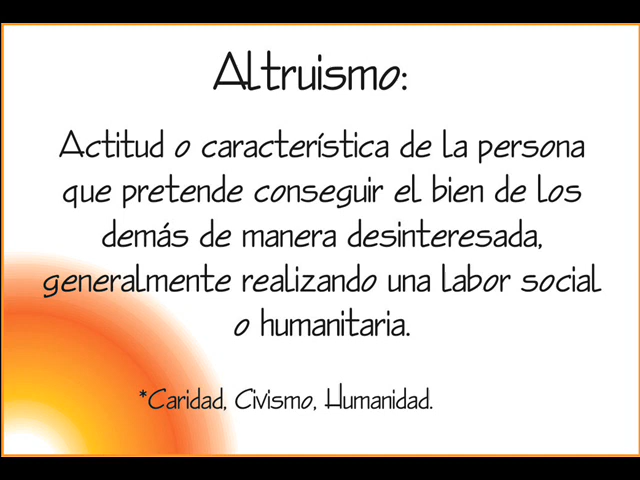 Altruismo:
Actitud o característica de la persona
que pretende conseguir el bien de los
demás de manera desinteresada,
generalmente realizando una labor social
o humanitaria.
*Caridad, Civismo, Humanidad.